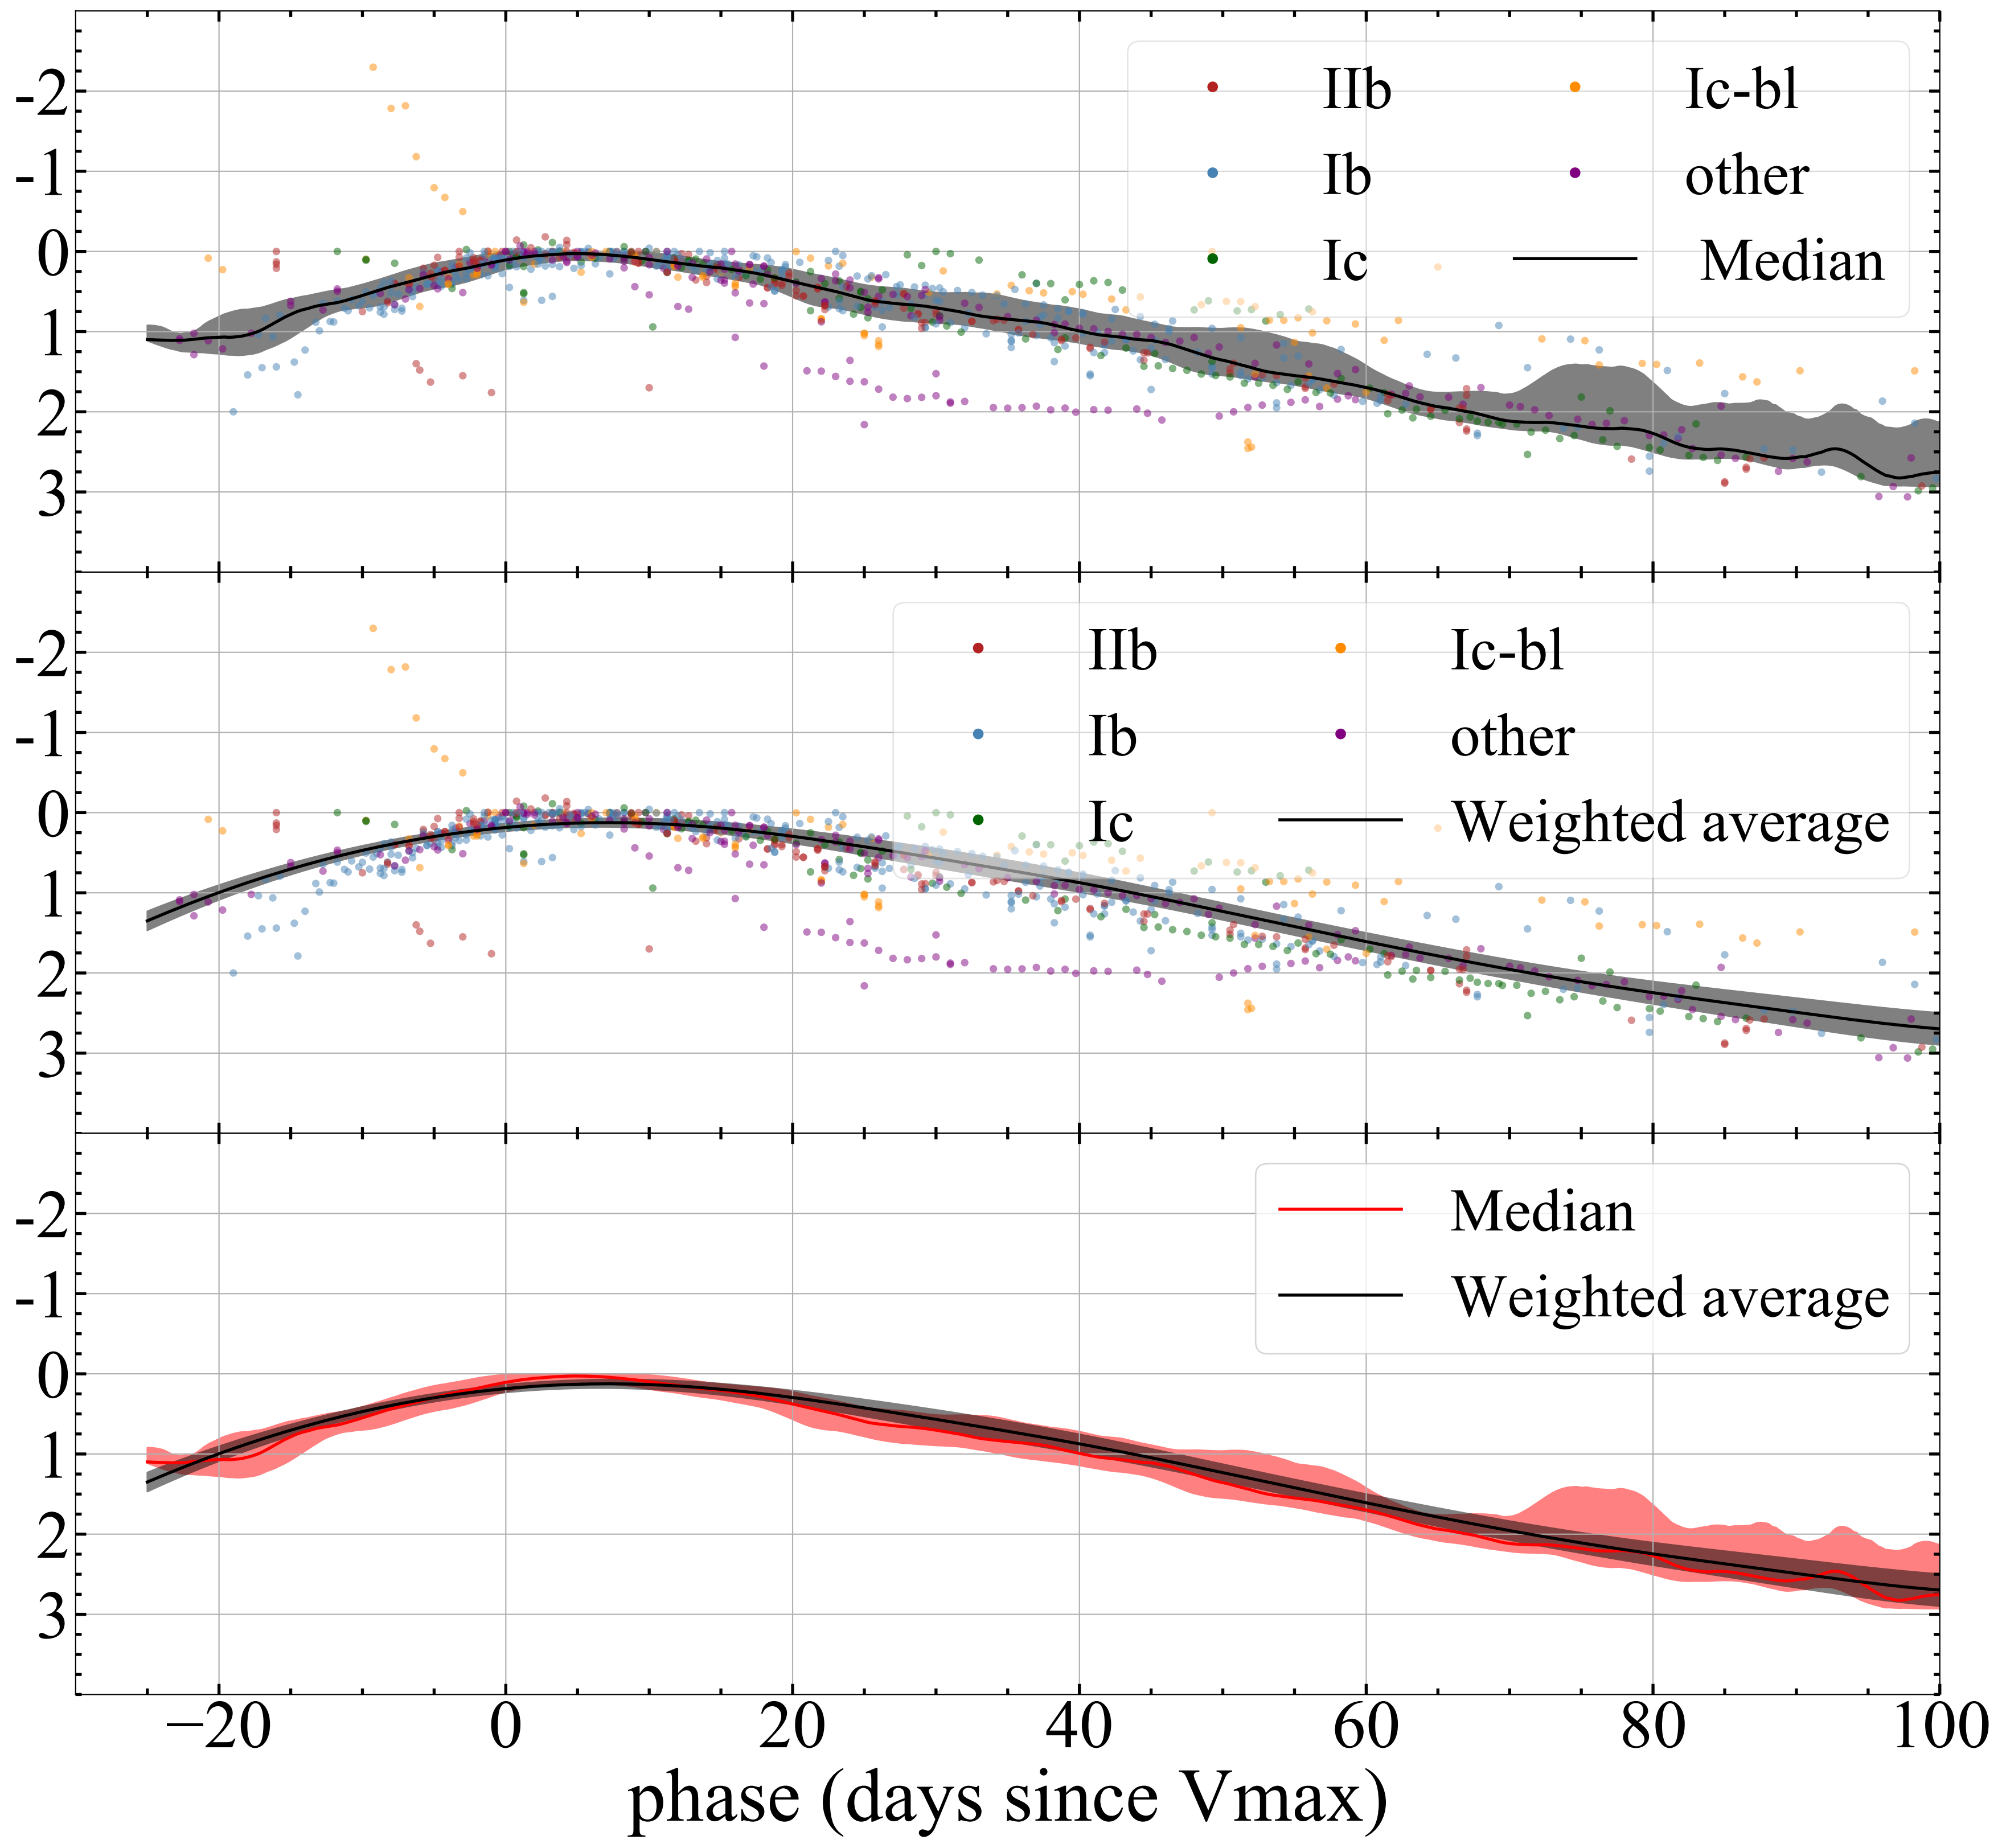 -2
-1
0
1
2
3
IIb Ic-bl
Ib other
Ic Median
-2
-1
0
1
2
3
IIb Ic-bl
Ib other
Ic Weighted average
-2
-1
0
1
2
3
Median
Weighted average
−20 0 20 40 60 80 100
phase (days since Vmax)